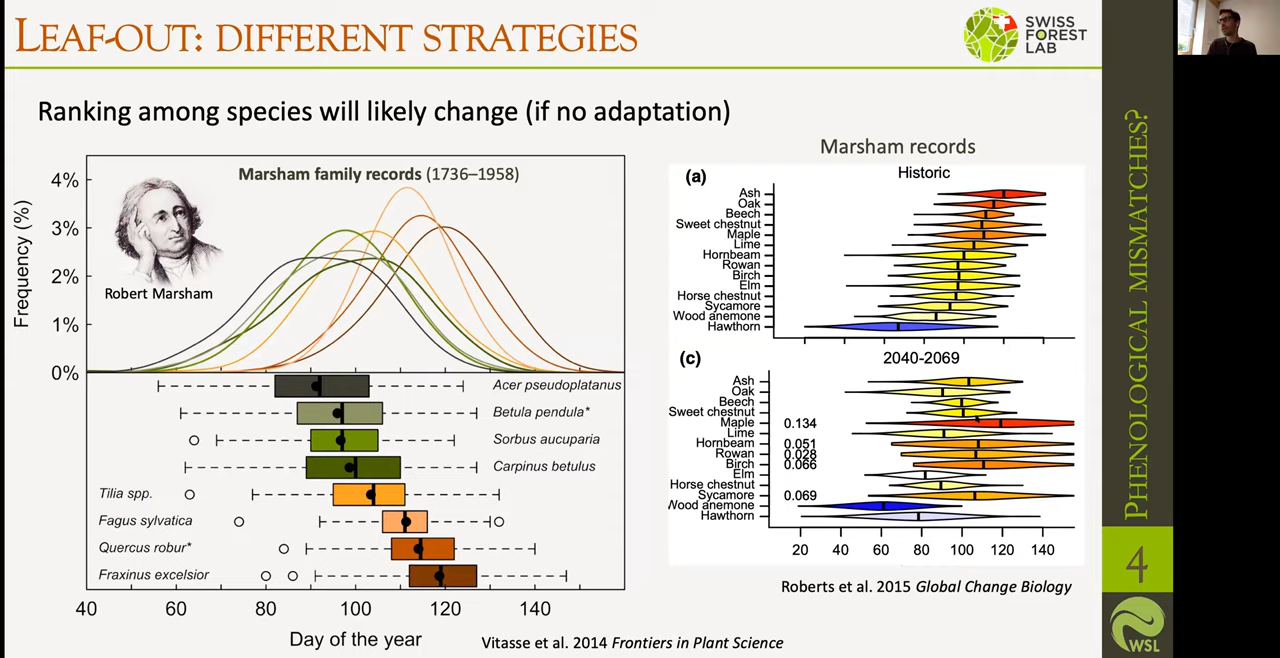 LEAF-OUT: DIFFERENT STRATEGIES
SWISS
FOREST
LAB
Ranking among species will likely change (if no adaptation)
Marsham family records (1736–1958)
Robert Marsham
Frequency (%)
4%
3%
2%
1%
0%
Acer pseudoplatanus
Betula pendula*
Sorbus aucuparia
Carpinus betulus
Tilia spp.
Fagus sylvatica
Quercus robur*
Fraxinus excelsior
40 60 80 100 120 140
Day of the year
Vitasse et al. 2014 Frontiers in Plant Science
Marsham records
(a)
Historic
Ash
Oak
Beech
Sweet chestnut
Maple
Lime
Hornbeam
Rowan
Birch
Elm
Horse chestnut
Sycamore
Wood anemone
Hawthorn
(c)
2040-2069
Ash
Oak
Beech
Sweet chestnut
Maple 0.134
Lime
Hornbeam 0.051
Rowan 0.028
Birch 0.066
Elm
Horse chestnut
Sycamore 0.069
Wood anemone
Hawthorn
20 40 60 80 100 120 140
Roberts et al. 2015 Global Change Biology
PHENOLOGICAL MISMATCHES?
4
WSL